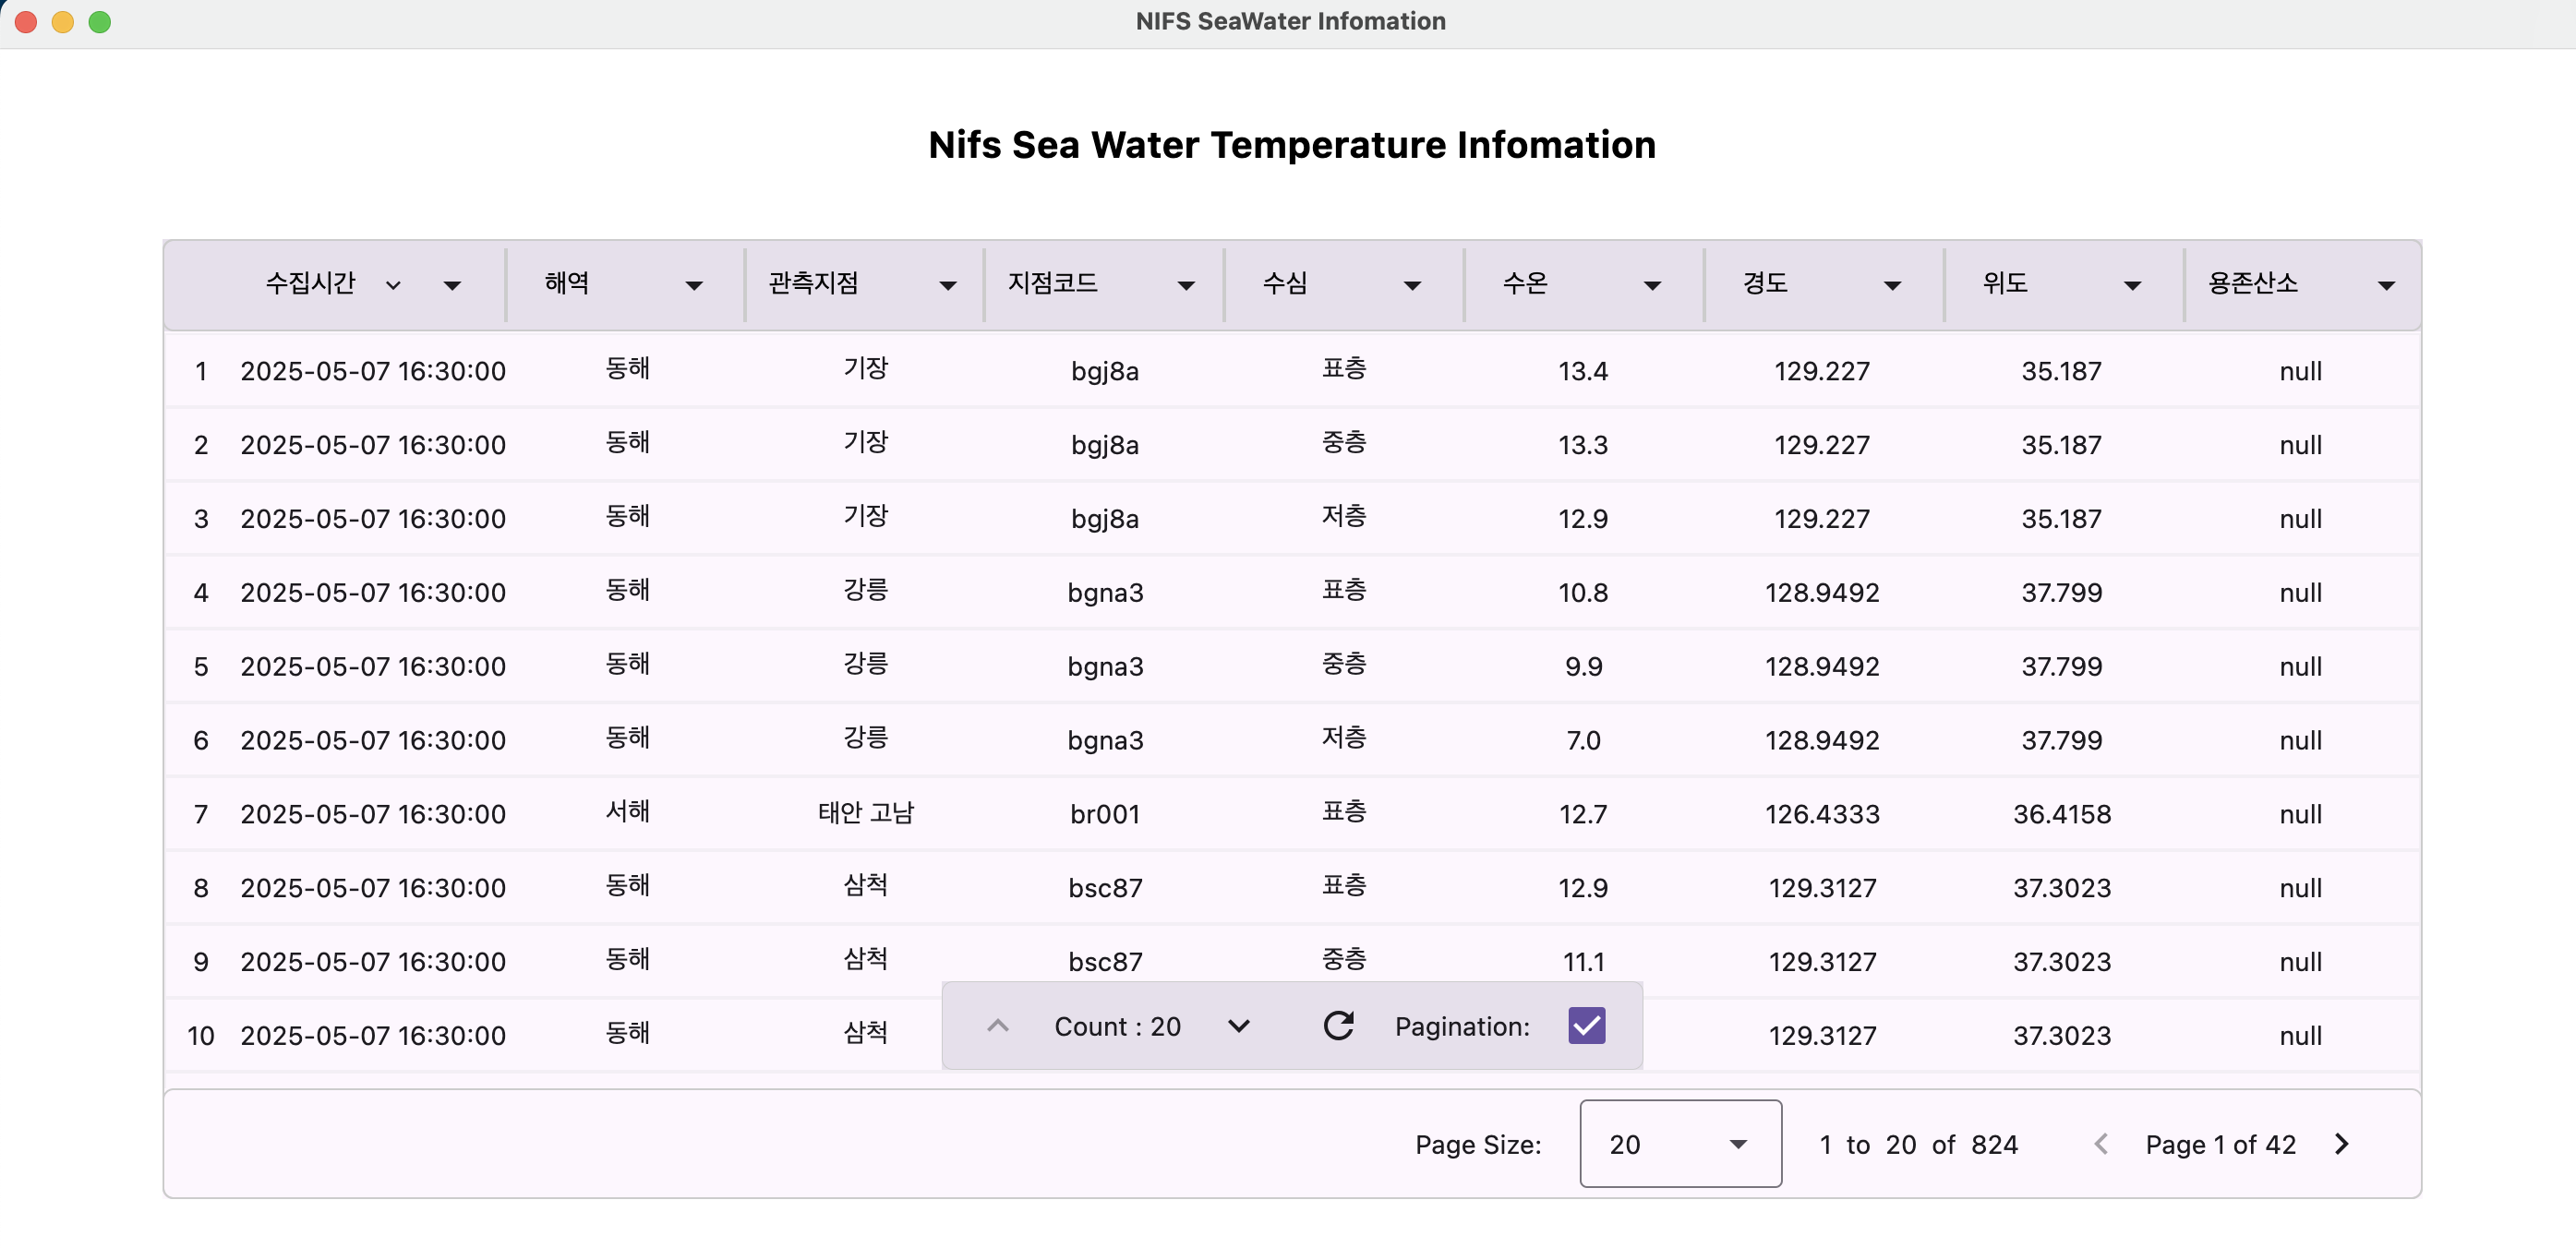 NIFS SeaWater Infomation
Nifs Sea Water Temperature Infomation
수집시간 해역 관측지점 지점코드 수심 수온 경도 위도 용존산소
1 2025-05-07 16:30:00 동해 기장 bgj8a 표층 13.4 129.227 35.187 null
2 2025-05-07 16:30:00 동해 기장 bgj8a 중층 13.3 129.227 35.187 null
3 2025-05-07 16:30:00 동해 기장 bgj8a 저층 12.9 129.227 35.187 null
4 2025-05-07 16:30:00 동해 강릉 bgna3 표층 10.8 128.9492 37.799 null
5 2025-05-07 16:30:00 동해 강릉 bgna3 중층 9.9 128.9492 37.799 null
6 2025-05-07 16:30:00 동해 강릉 bgna3 저층 7.0 128.9492 37.799 null
7 2025-05-07 16:30:00 서해 태안 고남 br001 표층 12.7 126.4333 36.4158 null
8 2025-05-07 16:30:00 동해 삼척 bsc87 표층 12.9 129.3127 37.3023 null
9 2025-05-07 16:30:00 동해 삼척 bsc87 중층 11.1 129.3127 37.3023 null
10 2025-05-07 16:30:00 동해 삼척 129.3127 37.3023 null
Count : 20 Pagination:
Page Size: 20 1 to 20 of 824 Page 1 of 42